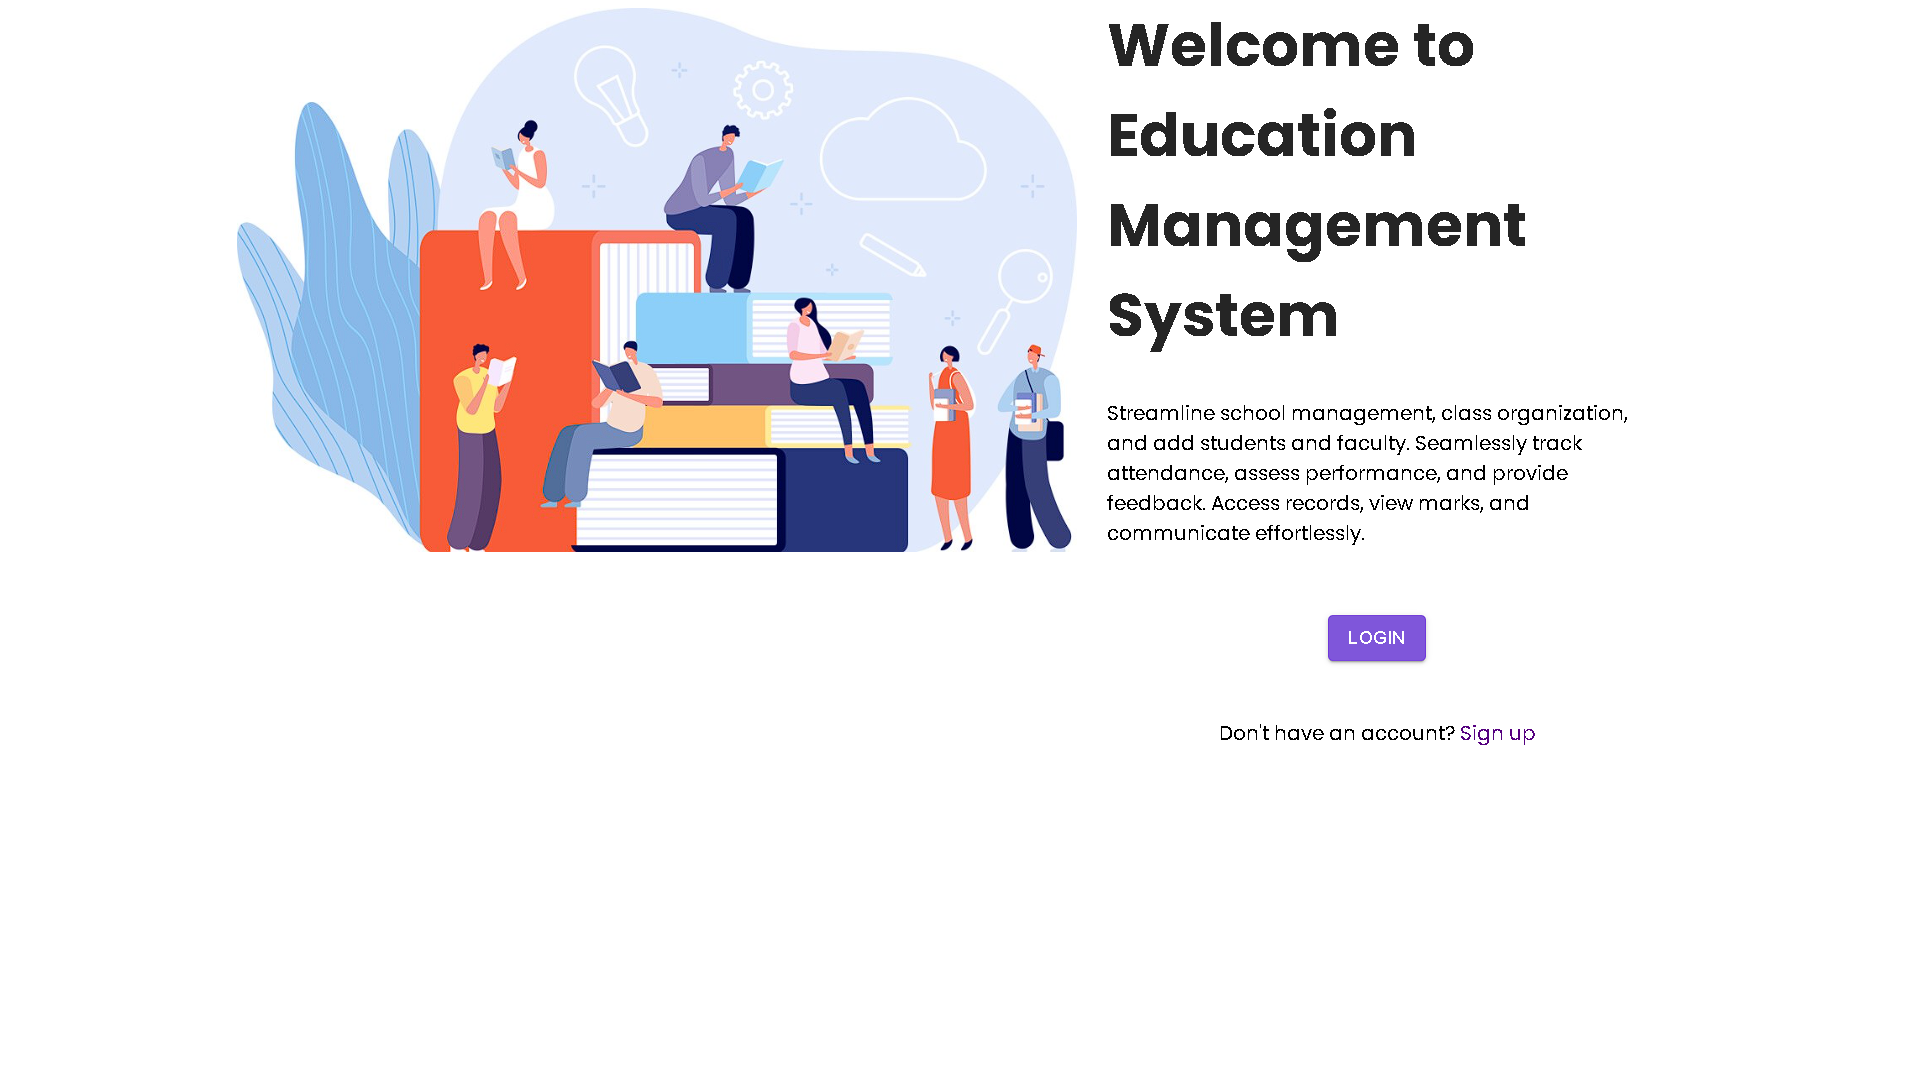 Welcome to
Education
Management
System
Streamline school management, class organization,
and add students and faculty. Seamlessly track
attendance, assess performance, and provide
feedback. Access records, view marks, and
communicate effortlessly.
LOGIN
Don't have an account? Sign up